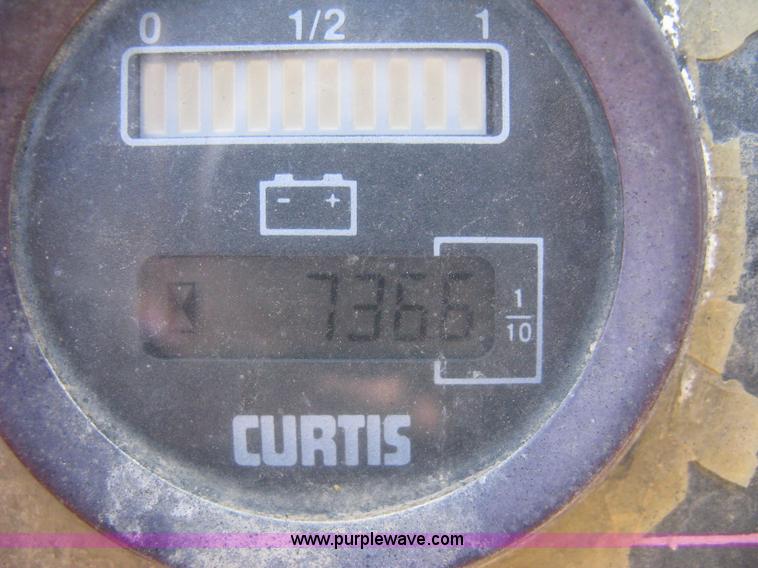 0 1/2 1
- +
7366
1/10
CURTIS
www.purplewave.com